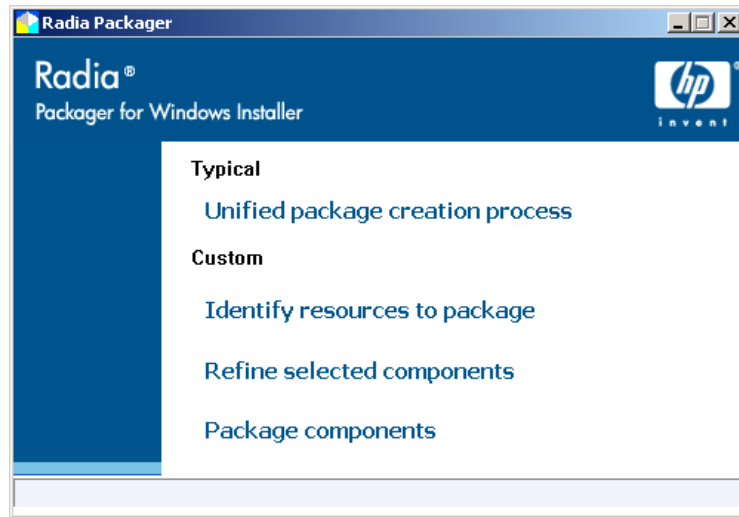 Radia Packager
Radia ®
Packager for Windows Installer
hp
®
invent
Typical
Unified package creation process
Custom
Identify resources to package
Refine selected components
Package components